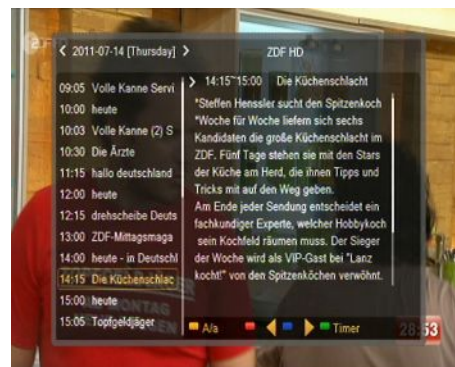 2011-07-14 [Thursday]
ZDF HD
09:05 Volle Kanne Servi
10:00 heute
10:03 Volle Kanne (2) S
10:30 Die Ärzte
11:15 hallo deutschland
12:00 heute
12:15 drehscheibe Deuts
13:00 ZDF-Mittagsmaga
14:00 heute - in Deutschl
14:15 Die Küchenschlac
15:00 heute
15:05 Topfgeldjäger
14:15~15:00 Die Küchenschlacht
*Steffen Henssler sucht den Spitzenkoch
*Woche für Woche liefern sich sechs
Kandidaten die große Küchenschlacht im
ZDF. Fünf Tage stehen sie mit den Stars
der Küche am Herd, die ihnen Tipps und
Tricks mit auf den Weg geben.
Am Ende jeder Sendung entscheidet ein
fachkundiger Experte, welcher Hobbykoch
sein Kochfeld räumen muss. Der Sieger
der Woche wird als VIP-Gast bei "Lanz
kocht!" von den Spitzenköchen verwöhnt.
A/a
Timer
28:53